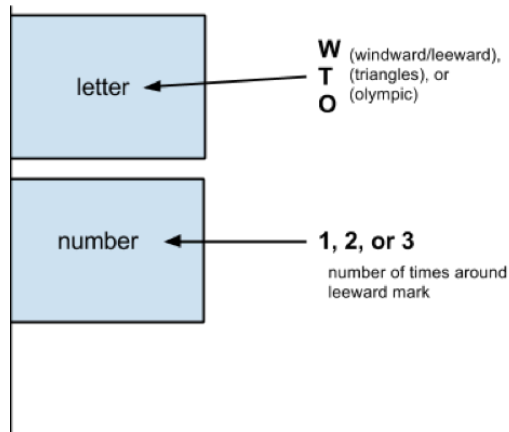 letter
W (windward/leeward),
T (triangles), or
O (olympic)
number
1, 2, or 3
number of times around
leeward mark